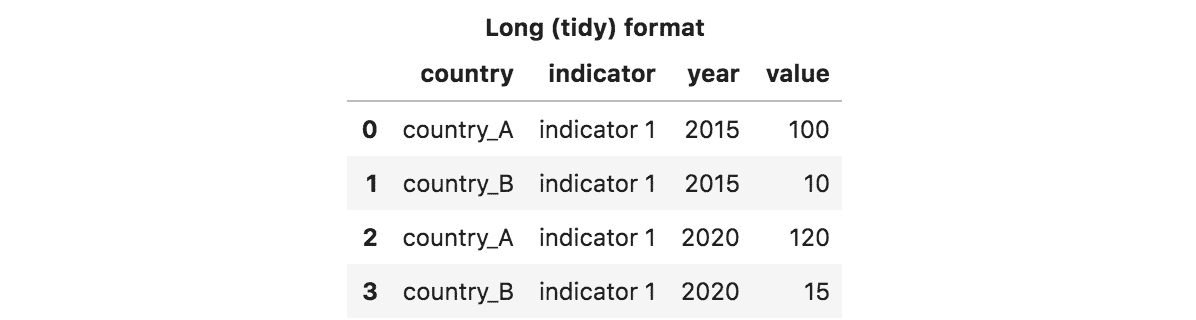 Long (tidy) format
country indicator year value
0 country_A indicator 1 2015 100
1 country_B indicator 1 2015 10
2 country_A indicator 1 2020 120
3 country_B indicator 1 2020 15